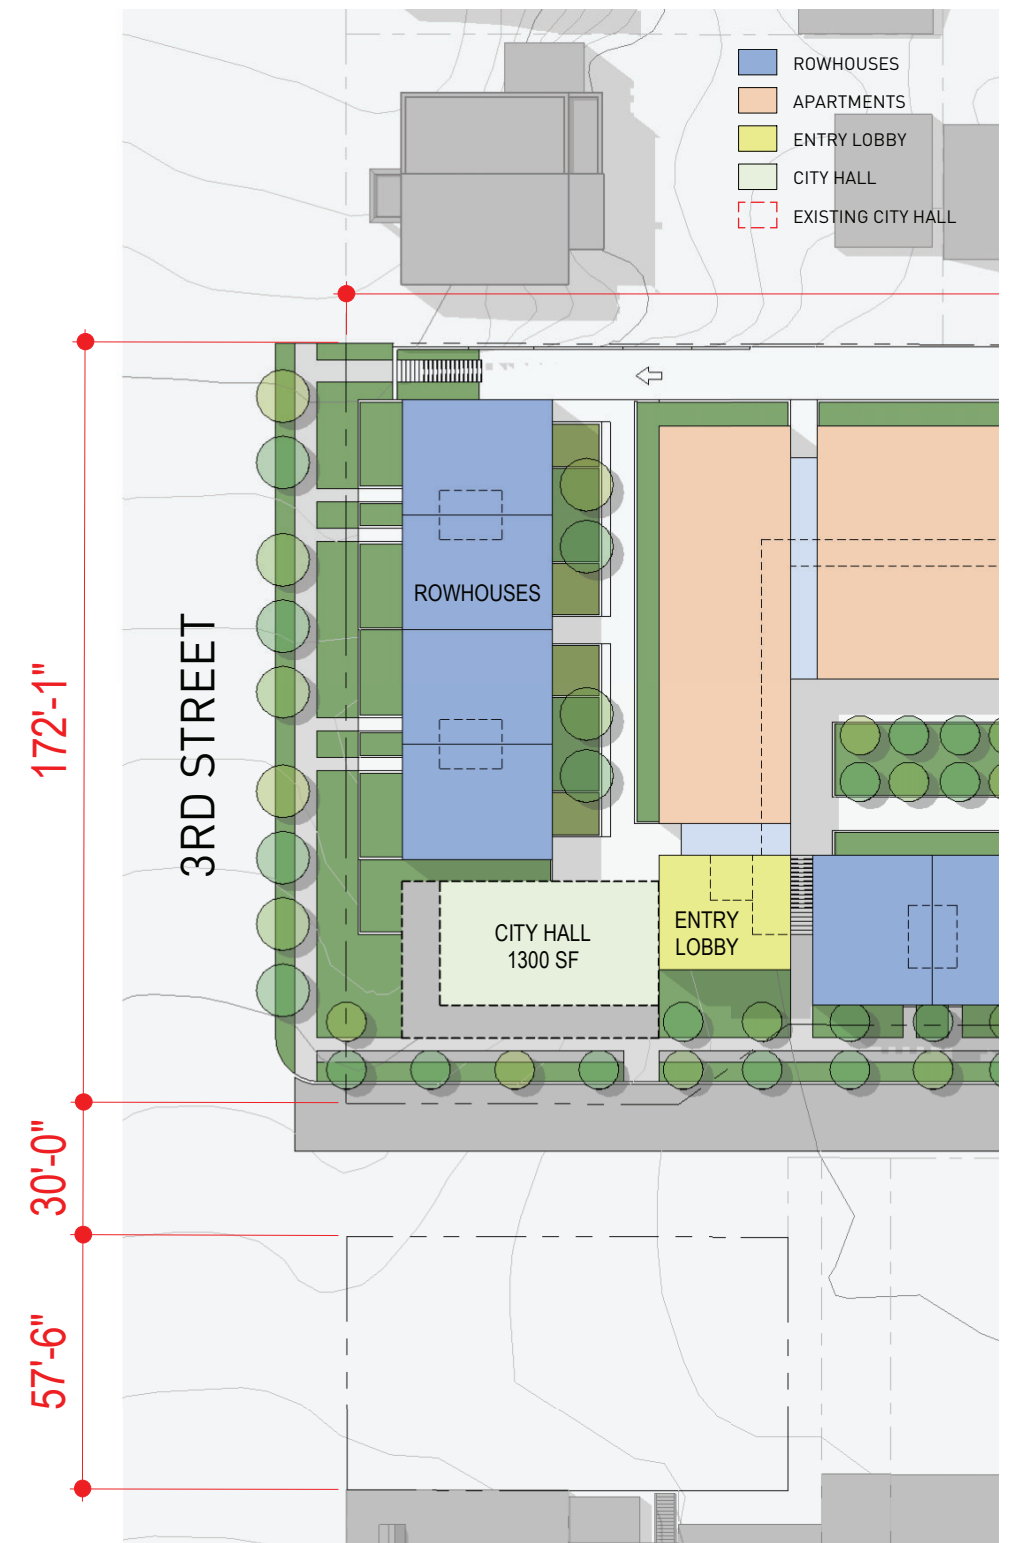 ROWHOUSES
APARTMENTS
ENTRY LOBBY
CITY HALL
EXISTING CITY HALL
ROWHOUSES
3RD STREET
172'-1"
CITY HALL
1300 SF
ENTRY
LOBBY
30'-0"
57'-6"